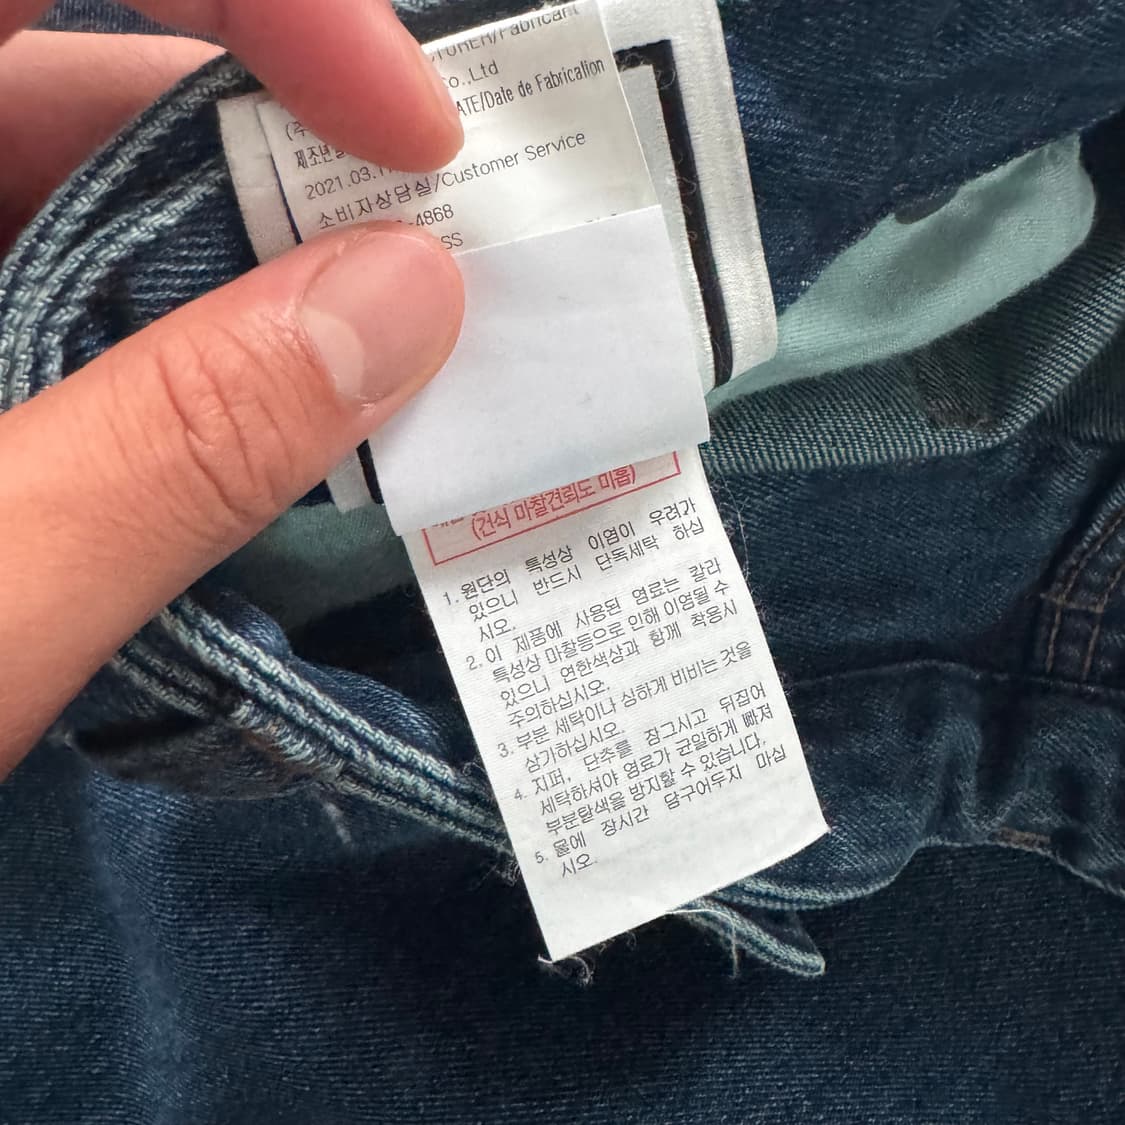 Fabricant
Co.,Ltd
Date de Fabrication
2021.03.
소비자상담실/Customer Service
-4868
SS
(건식 마찰견뢰도 미흡)
1. 원단의 특성상 이염이 우려가
있으니 반드시 단독세탁 하십
시오.
2. 이 제품에 사용된 염료는 칼라
특성상 마찰등으로 인해 이염될 수
있으니 연한색상과 함께 착용시
주의하십시오.
3. 부분 세탁이나 심하게 비비는 것을
삼가하십시오.
4. 지퍼, 단추를 잠그시고 뒤집어
세탁하셔야 염료가 균일하게 빠져
부분탈색을 방지할 수 있습니다.
5. 물에 장시간 담구어두지 마십
시오.